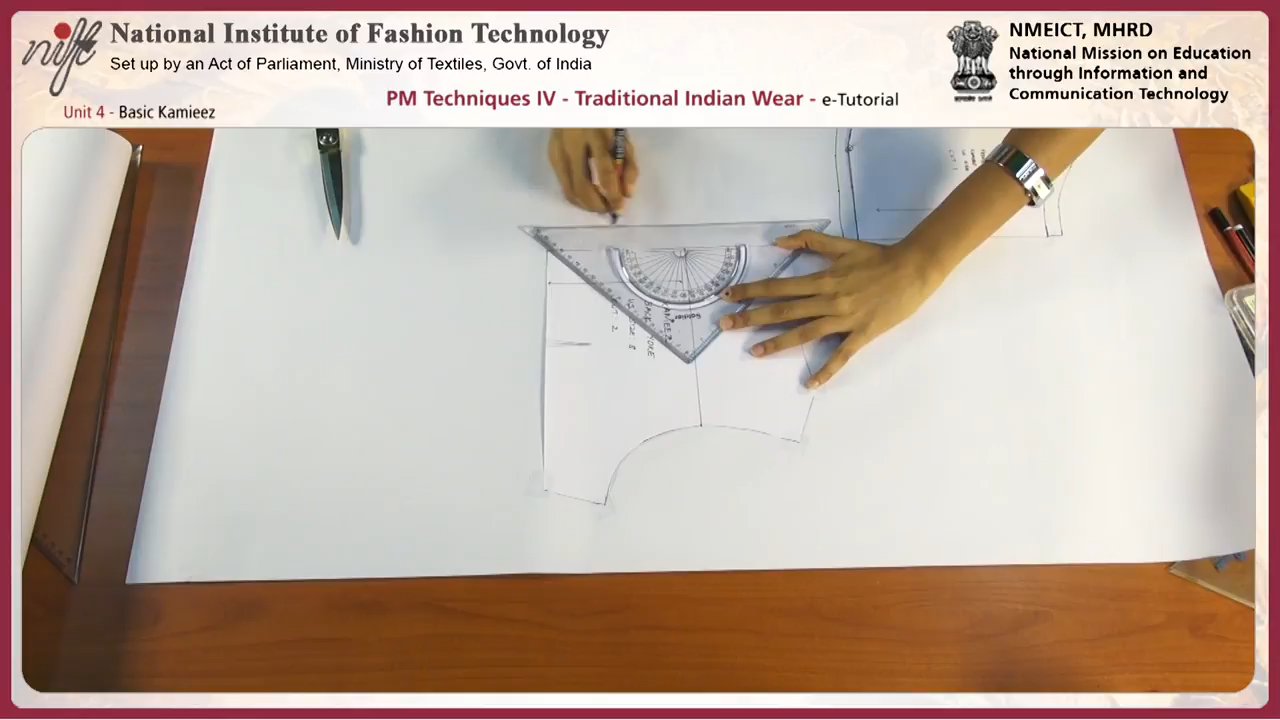 nift
National Institute of Fashion Technology
Set up by an Act of Parliament, Ministry of Textiles, Govt. of India
NMEICT, MHRD
National Mission on Education
through Information and
Communication Technology
PM Techniques IV - Traditional Indian Wear - e-Tutorial
Unit 4 - Basic Kamieez